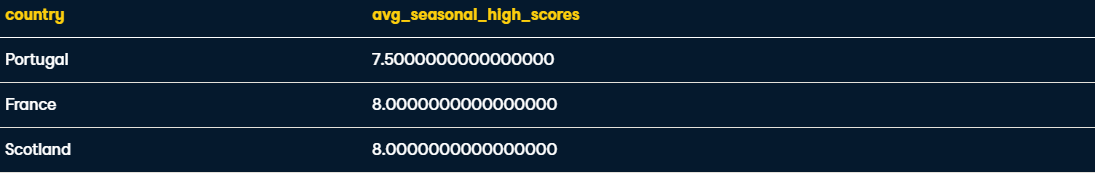 country avg_seasonal_high_scores
Portugal 7.5000000000000000
France 8.0000000000000000
Scotland 8.0000000000000000